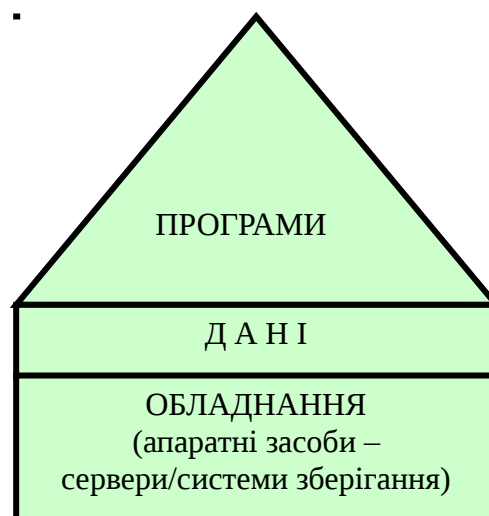 ПРОГРАМИ
Д А Н І
ОБЛАДНАННЯ
(апаратні засоби –
сервери/системи зберігання)